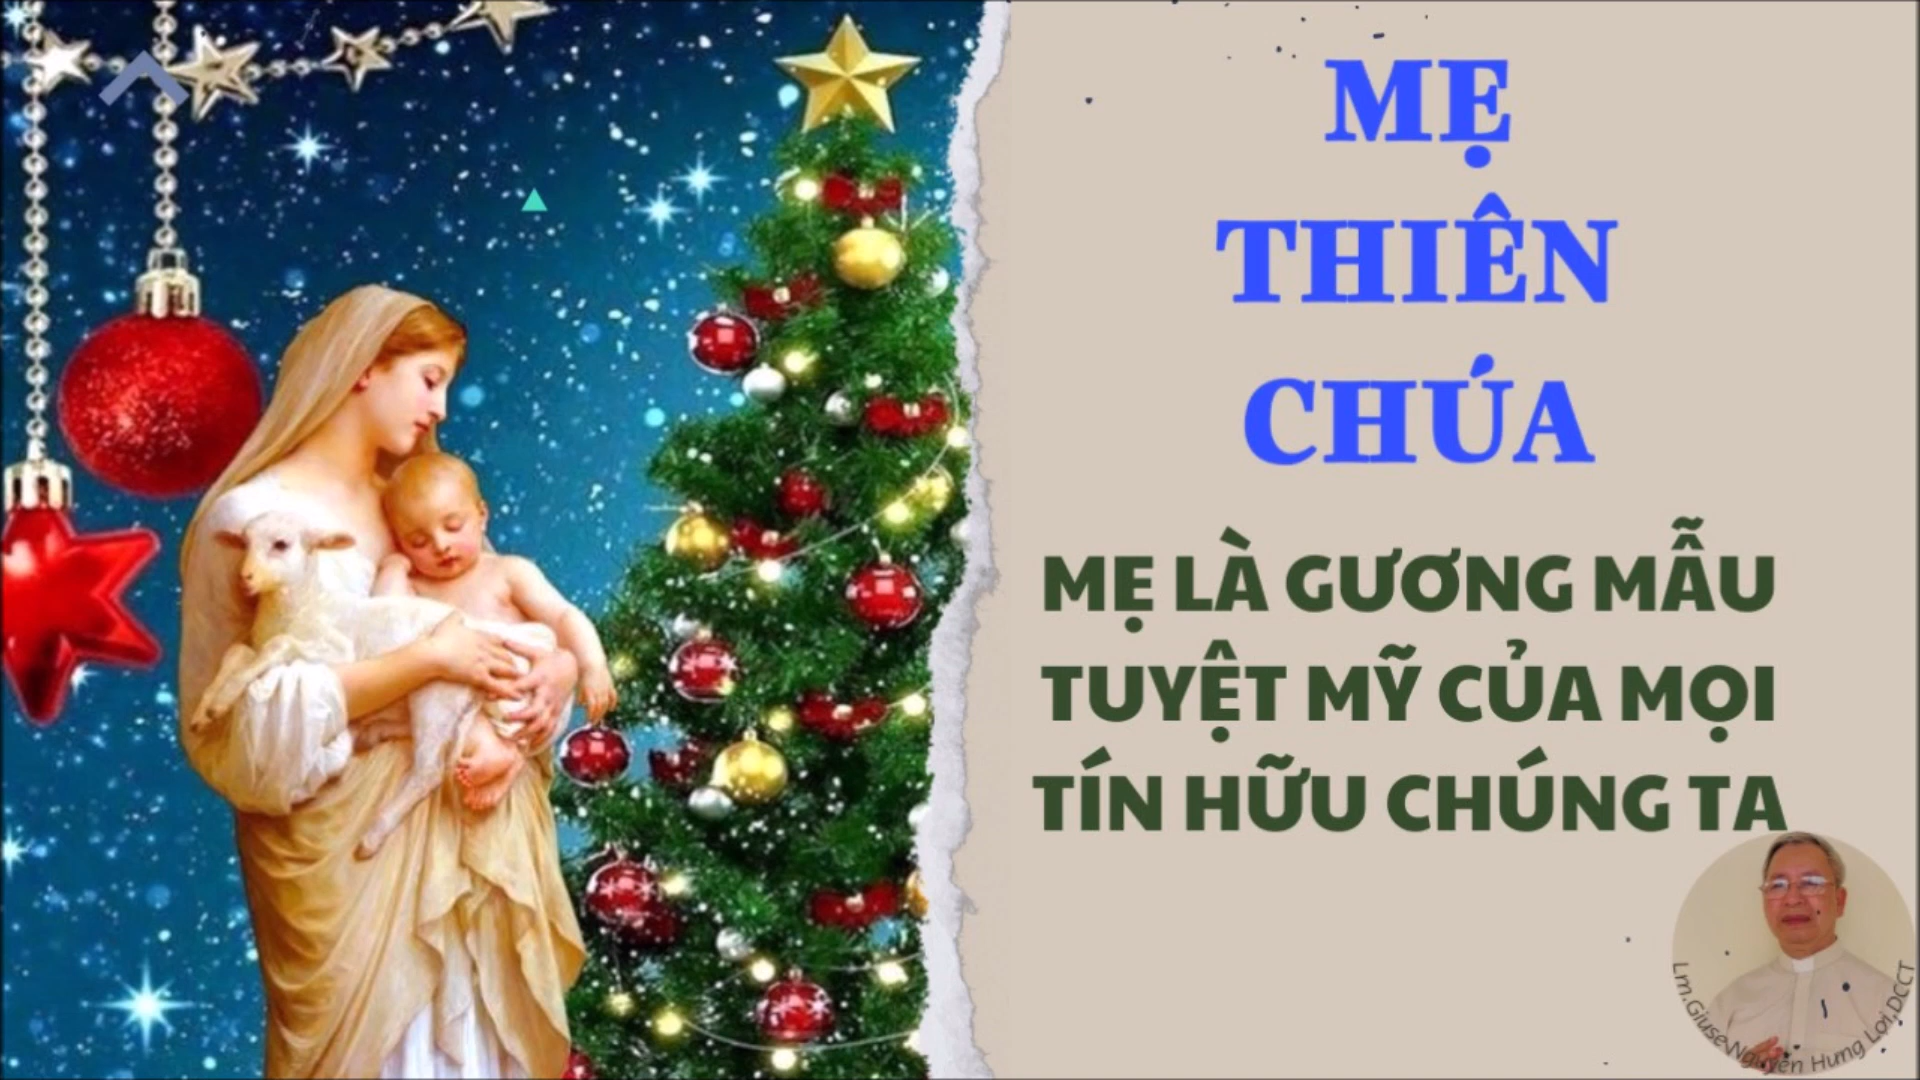 MẸ
THIÊN
CHÚA
MẸ LÀ GƯƠNG MẪU
TUYỆT MỸ CỦA MỌI
TÍN HỮU CHÚNG TA
Lm.Giuse Nguyễn Hưng Lợi,DCCT